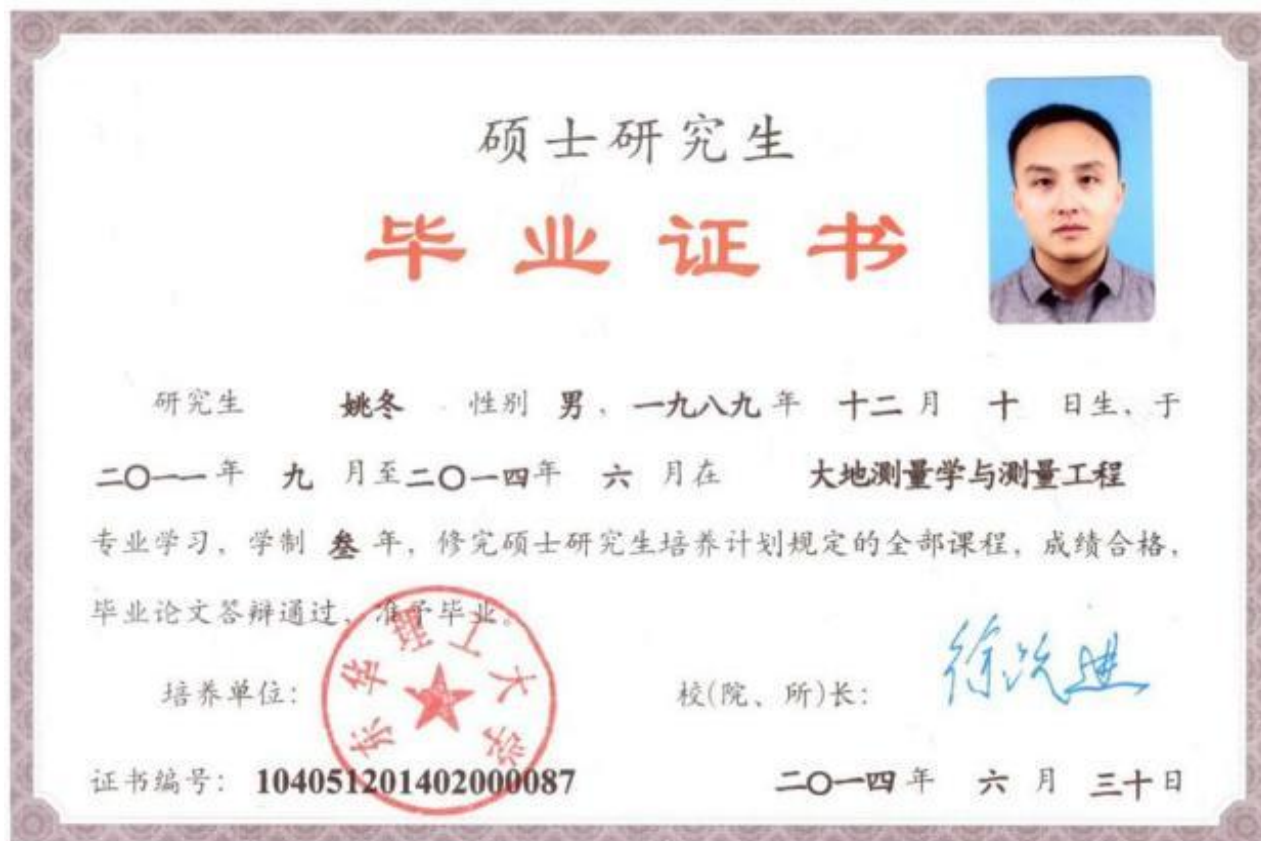 硕士研究生
毕业证书
研究生 姚冬 性别 男，一九八九年 十二月 十 日生，于
二〇一一年 九 月至二〇一四年 六 月在 大地测量学与测量工程
专业学习，学制 叁 年，修完硕士研究生培养计划规定的全部课程，成绩合格，
毕业论文答辩通过，准予毕业。
东华理工大学
培养单位： 校(院、所)长：
证书编号：104051201402000087 二〇一四年 六 月 三十日